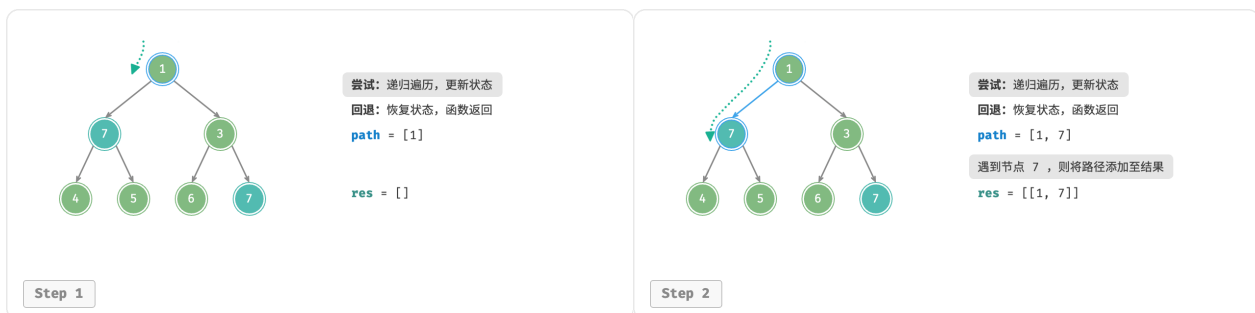 1
尝试：递归遍历，更新状态
回退：恢复状态，函数返回
7
3
path = [1]
4
5
6
7
res = []
Step 1
1
尝试：递归遍历，更新状态
回退：恢复状态，函数返回
7
3
path = [1, 7]
遇到节点 7 ，则将路径添加至结果
4
5
6
7
res = [[1, 7]]
Step 2